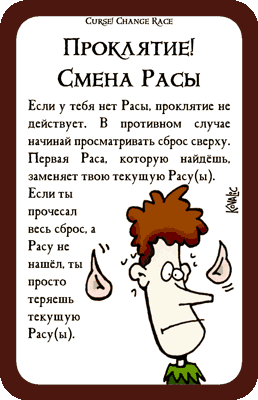 Curse! Change Race
Проклятие!
Смена Расы
Если у тебя нет Расы, проклятие не
действует. В противном случае
начинай просматривать сброс сверху.
Первая Раса, которую найдёшь,
заменяет твою текущую Расу(ы).
Если ты
прочесал
весь сброс, а
Расу не
нашёл, ты
просто
теряешь
текущую
Расу(ы).
Kovalic